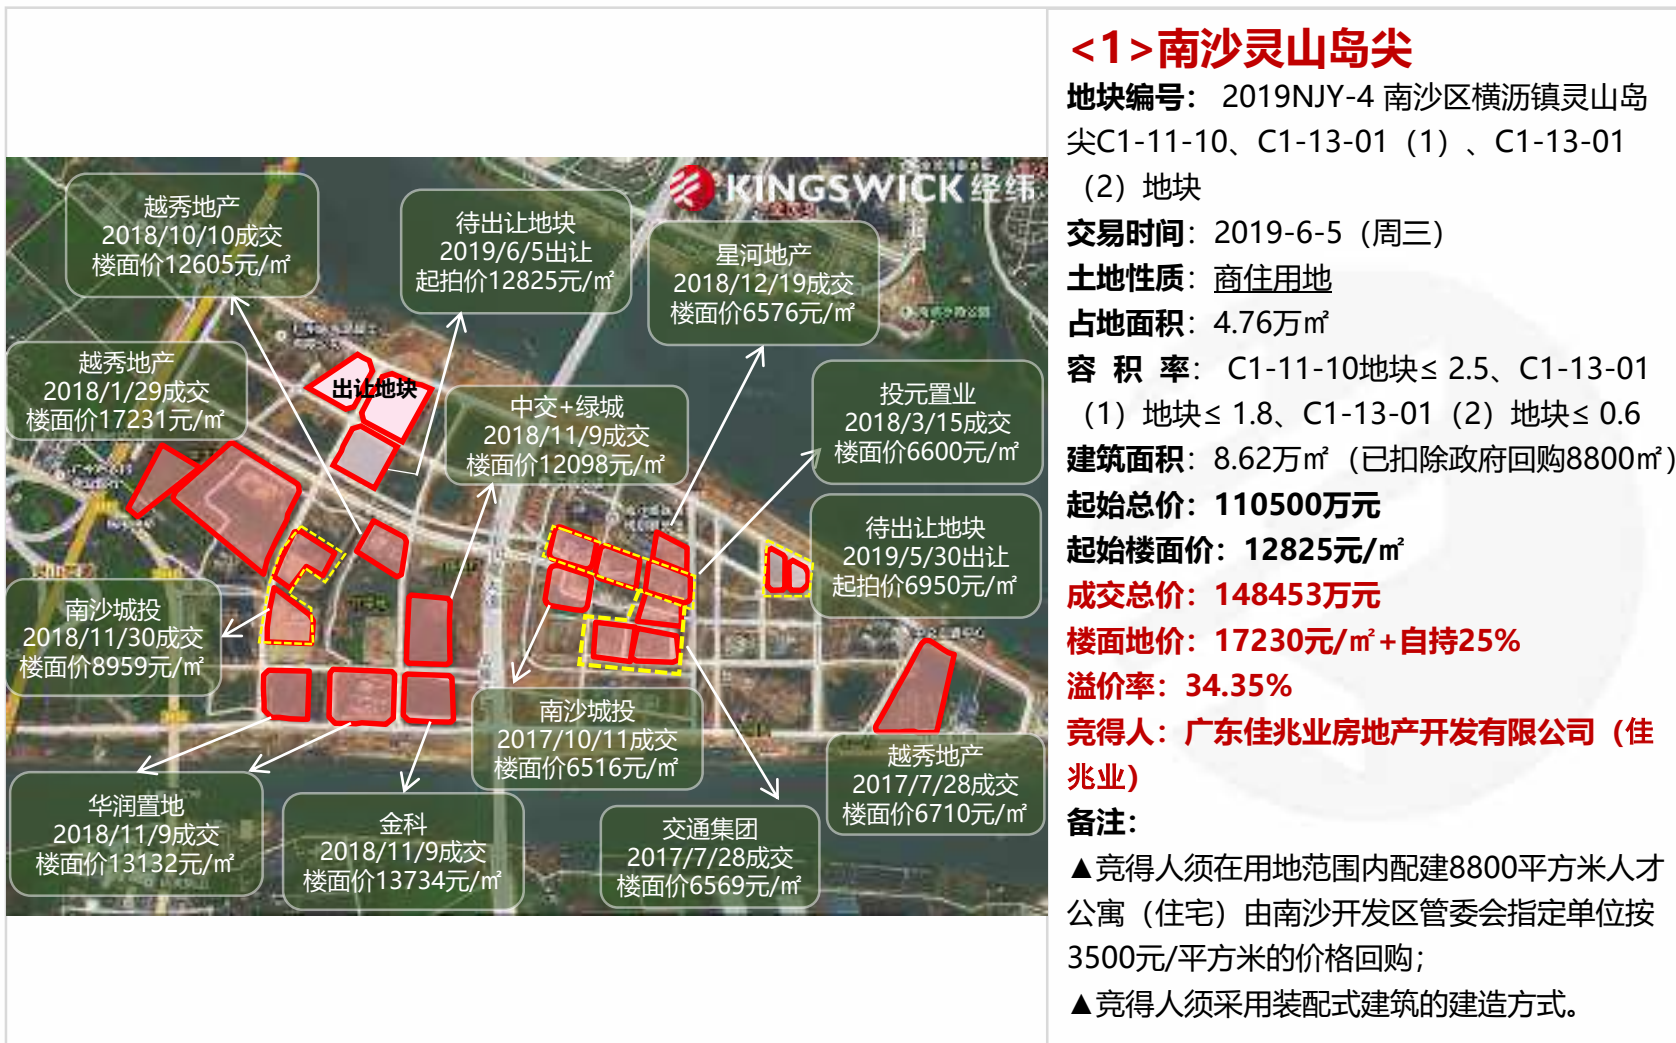 KINGSWICK 经纬
越秀地产
2018/10/10成交
楼面价12605元/㎡
待出让地块
2019/6/5出让
起拍价12825元/㎡
星河地产
2018/12/19成交
楼面价6576元/㎡
越秀地产
2018/1/29成交
楼面价17231元/㎡
出让地块
中交+绿城
2018/11/9成交
楼面价12098元/㎡
投元置业
2018/3/15成交
楼面价6600元/㎡
待出让地块
2019/5/30出让
起拍价6950元/㎡
南沙城投
2018/11/30成交
楼面价8959元/㎡
南沙城投
2017/10/11成交
楼面价6516元/㎡
越秀地产
2017/7/28成交
楼面价6710元/㎡
华润置地
2018/11/9成交
楼面价13132元/㎡
金科
2018/11/9成交
楼面价13734元/㎡
交通集团
2017/7/28成交
楼面价6569元/㎡
<1>南沙灵山岛尖
地块编号： 2019NJY-4 南沙区横沥镇灵山岛
尖C1-11-10、C1-13-01（1）、C1-13-01
（2）地块
交易时间：2019-6-5（周三）
土地性质：商住用地
占地面积：4.76万㎡
容 积 率： C1-11-10地块≤ 2.5、C1-13-01
（1）地块≤ 1.8、C1-13-01（2）地块≤ 0.6
建筑面积：8.62万㎡（已扣除政府回购8800㎡）
起始总价：110500万元
起始楼面价：12825元/㎡
成交总价：148453万元
楼面地价：17230元/㎡+自持25%
溢价率：34.35%
竞得人：广东佳兆业房地产开发有限公司（佳
兆业）
备注：
▲竞得人须在用地范围内配建8800平方米人才
公寓（住宅）由南沙开发区管委会指定单位按
3500元/平方米的价格回购；
▲竞得人须采用装配式建筑的建造方式。